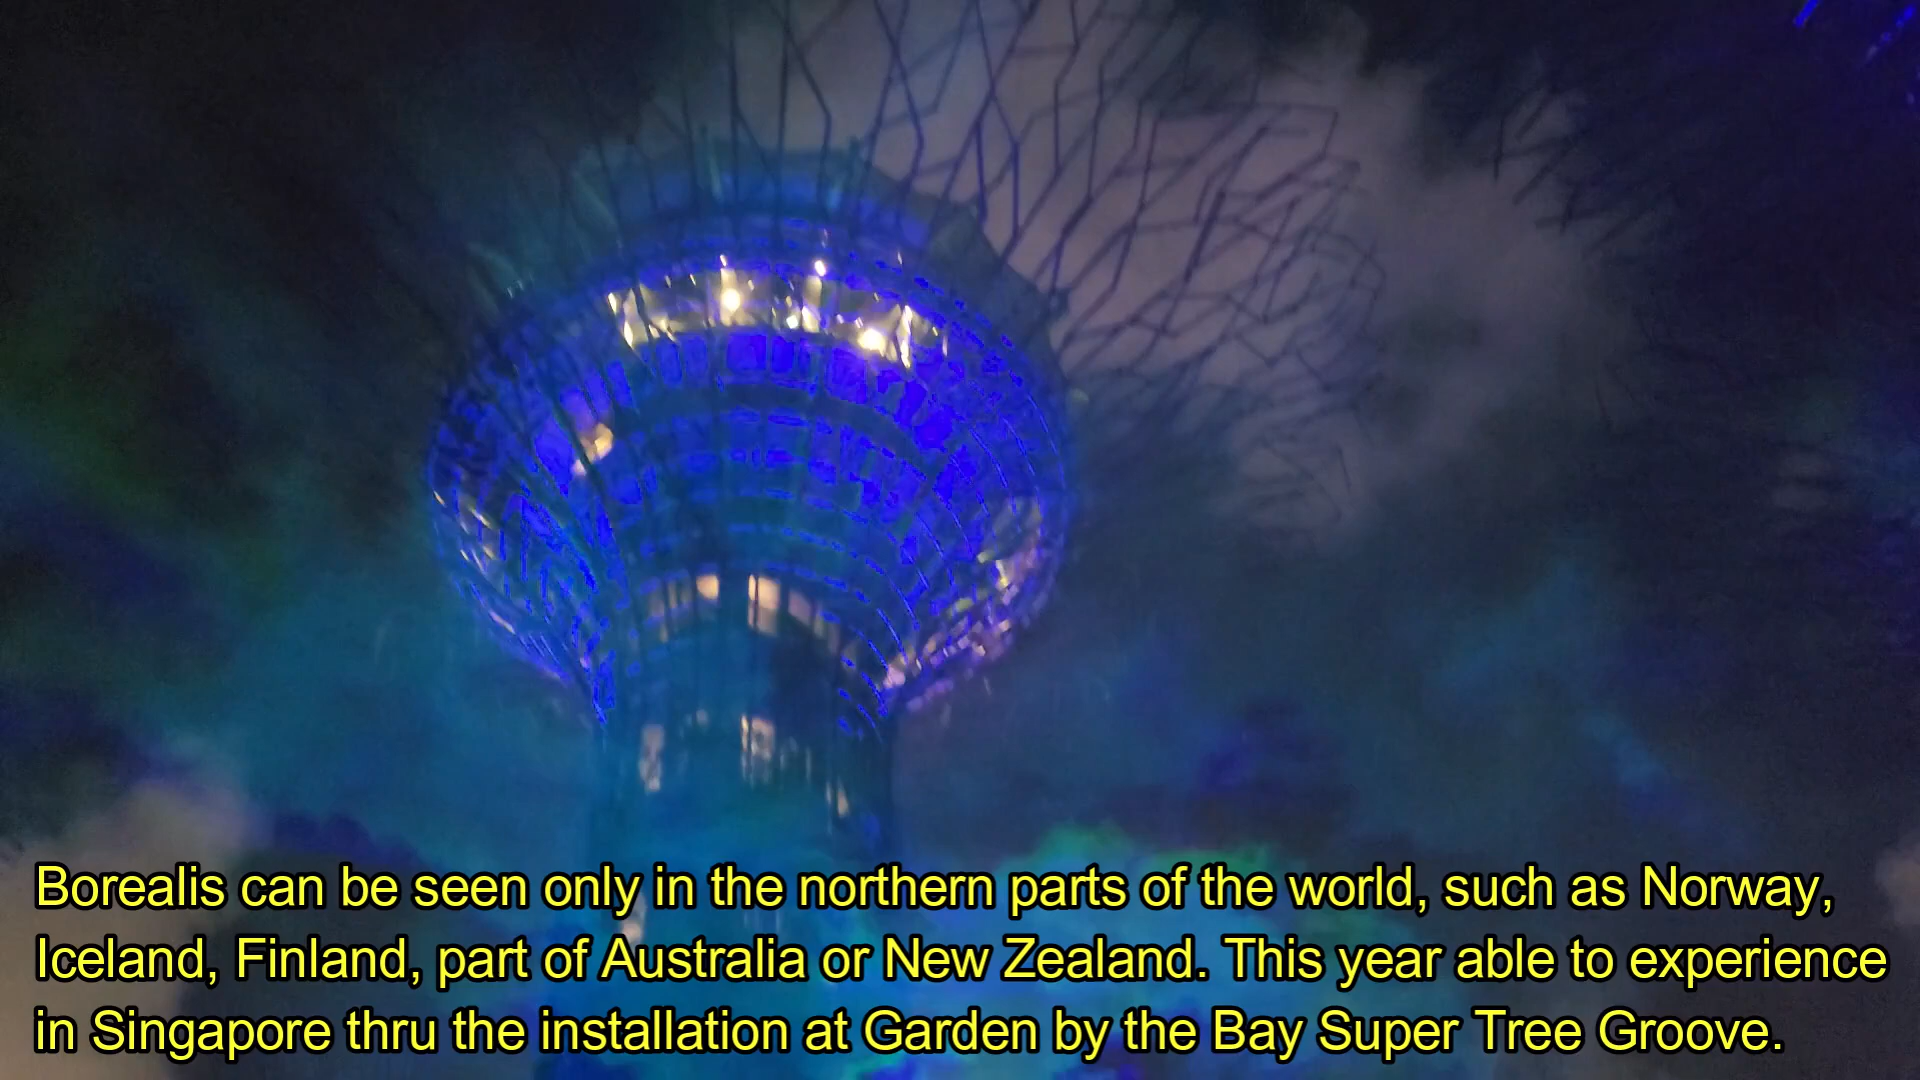 Borealis can be seen only in the northern parts of the world, such as Norway,
Iceland, Finland, part of Australia or New Zealand. This year able to experience
in Singapore thru the installation at Garden by the Bay Super Tree Groove.